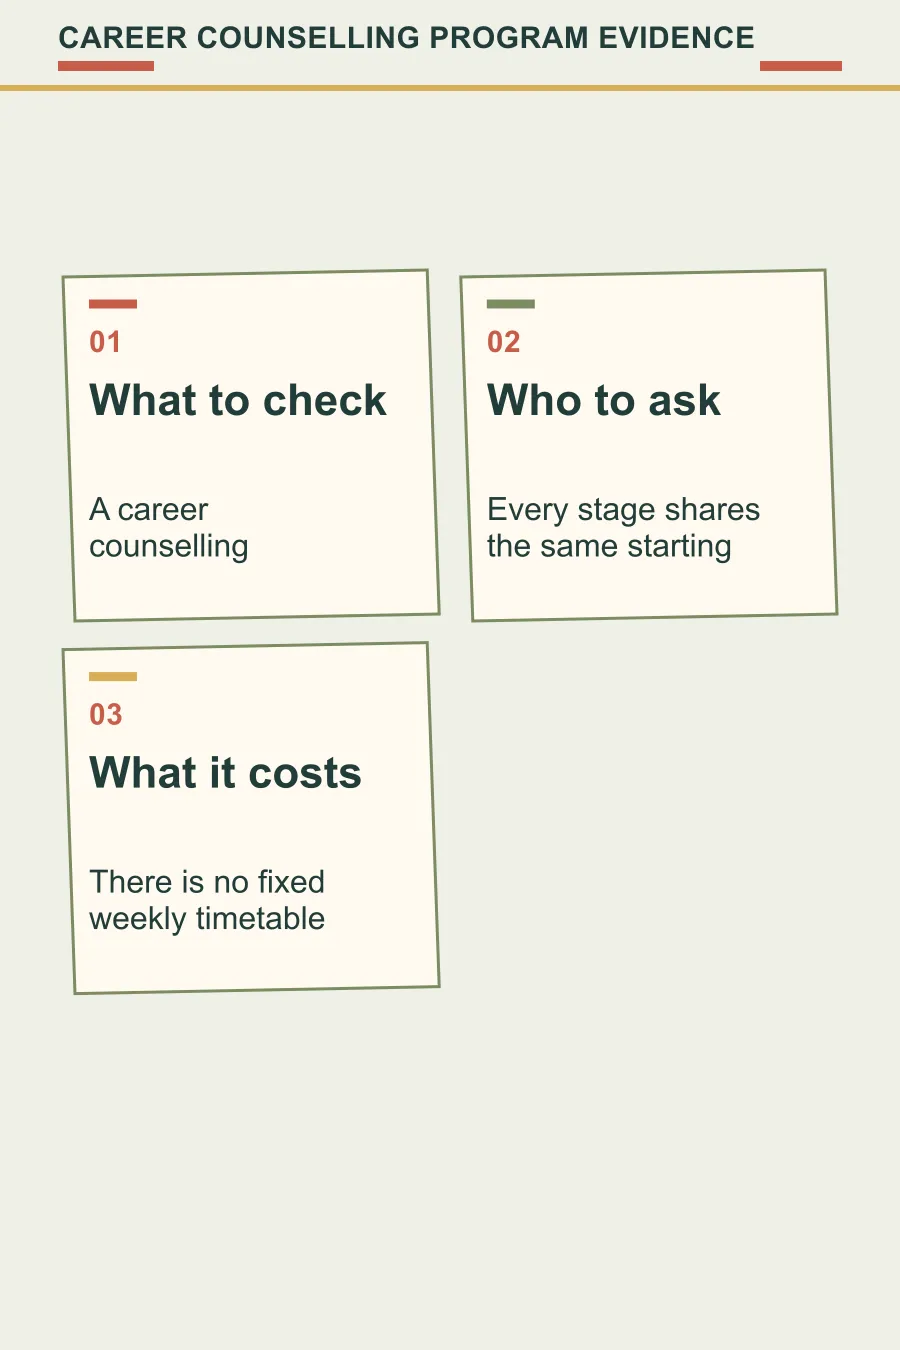 CAREER COUNSELLING PROGRAM EVIDENCE
01
What to check
A career
counselling
02
Who to ask
Every stage shares
the same starting
03
What it costs
There is no fixed
weekly timetable